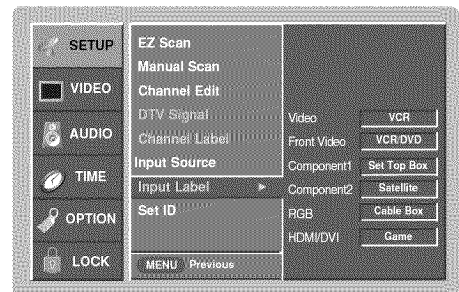 SETUP
VIDEO
AUDIO
TIME
OPTION
LOCK
EZ Scan
Manual Scan
Channel Edit
DTV Signal
Channel Label
Input Source
Input Label
Set ID
MENU Previous
Video VCR
Front Video VCR/DVD
Component1 Set Top Box
Component2 Satellite
RGB Cable Box
HDMI/DVI Game